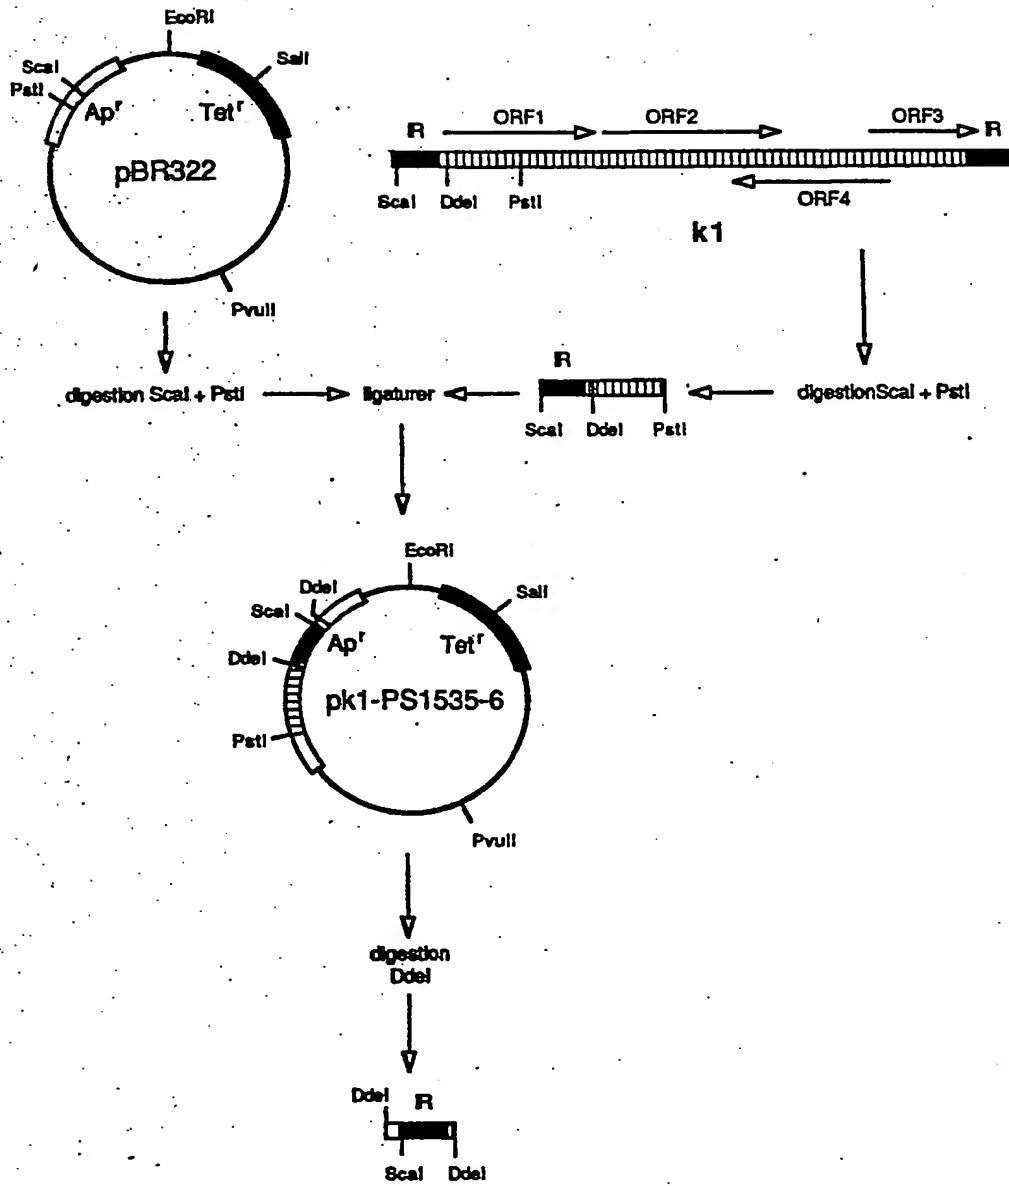 EcoRI
ScaI
SalI
PstI
Ap^r
Tet^r
pBR322
PvuII
ORF1
ORF2
ORF3
IR
IR
ScaI
DdeI
PstI
ORF4
k1
IR
digestion ScaI + PstI
ligaturer
digestionScaI + PstI
ScaI
DdeI
PstI
EcoRI
DdeI
ScaI
SalI
Ap^r
Tet^r
DdeI
pk1-PS1535-6
PstI
PvuII
digestion
DdeI
DdeI
IR
ScaI
DdeI